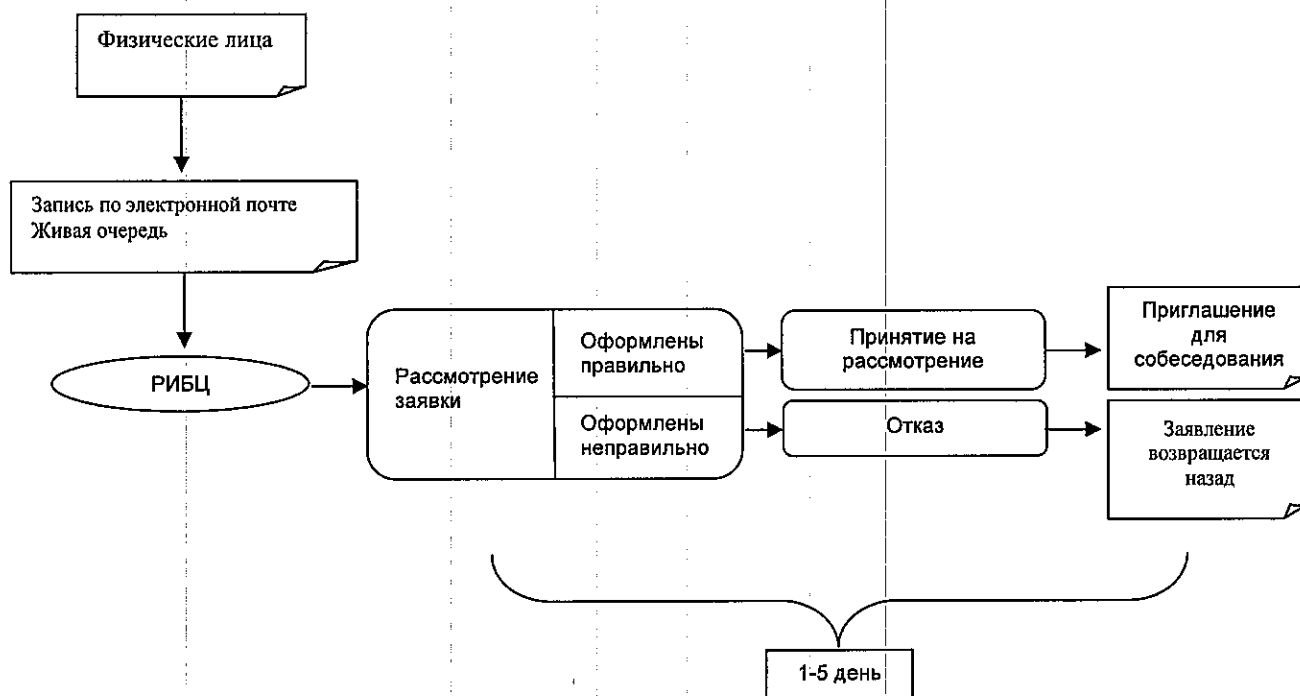 Физические лица
Запись по электронной почте
Живая очередь
РИБЦ
Рассмотрение
заявки
Оформлены
правильно
Оформлены
неправильно
Принятие на
рассмотрение
Отказ
Приглашение
для
собеседования
Заявление
возвращается
назад
1-5 день